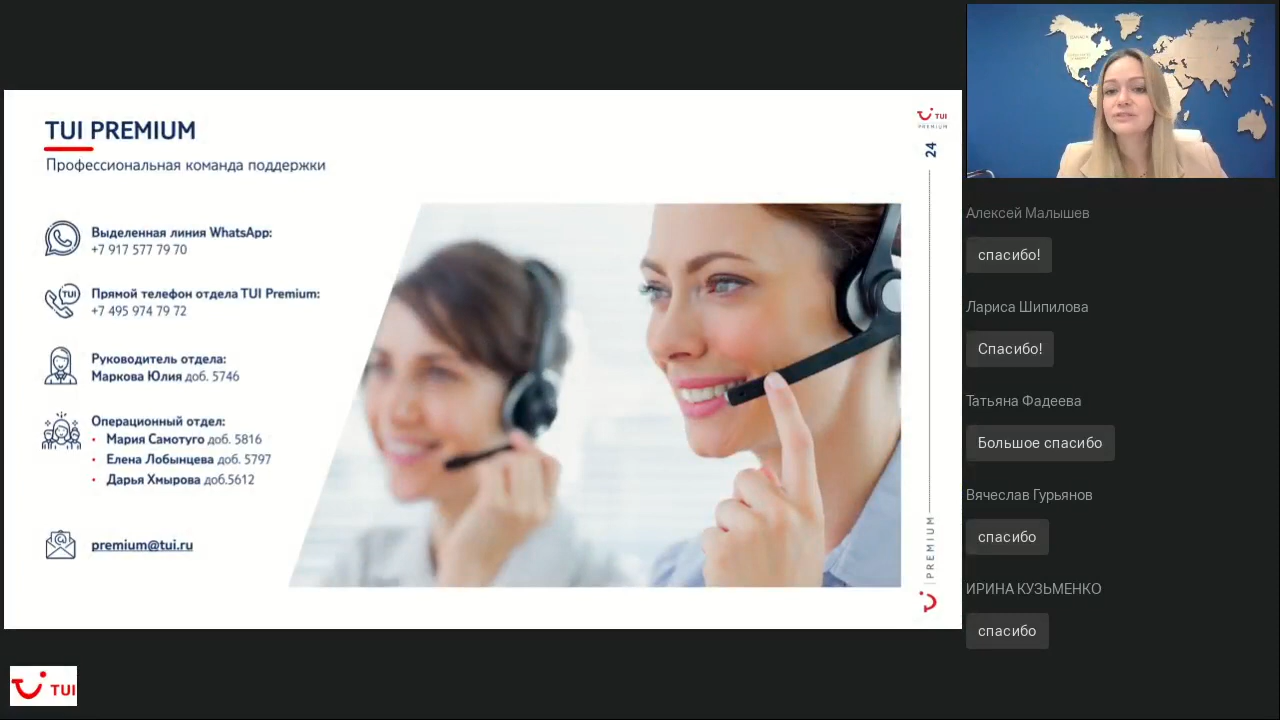 TUI PREMIUM
Профессиональная команда поддержки
Выделенная линия WhatsApp:
+7 917 577 79 70
TUI
Прямой телефон отдела TUI Premium:
+7 495 974 79 72
Руководитель отдела:
Маркова Юлия доб. 5746
Операционный отдел:
• Мария Самотуго доб. 5816
• Елена Лобынцева доб. 5797
• Дарья Хмырова доб.5612
premium@tui.ru
TUI
PREMIUM
24
PREMIUM
TUI
Алексей Малышев
спасибо!
Лариса Шипилова
Спасибо!
Татьяна Фадеева
Большое спасибо
Вячеслав Гурьянов
спасибо
ИРИНА КУЗЬМЕНКО
спасибо